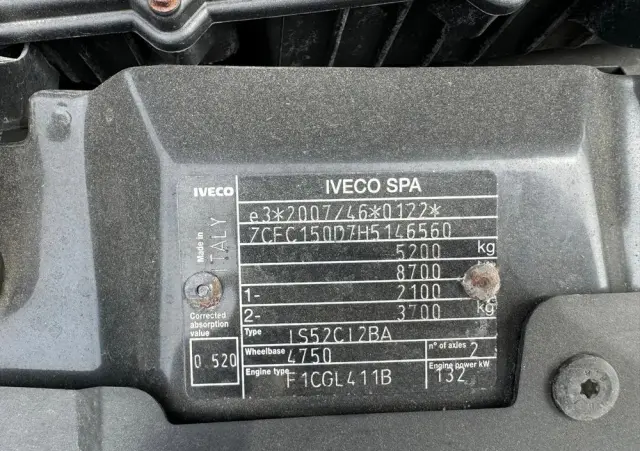 IVECO
IVECO SPA
e3*2007/46*0122*
ZCFC150D7H5146560
5200 kg
8700
1- 2100
2- 3700 kg
Made in ITALY
Corrected absorption value
0.520
Type IS52CI2BA
Wheelbase 4750
n° of axles 2
Engine type F1CGL411B
Engine power kW 132